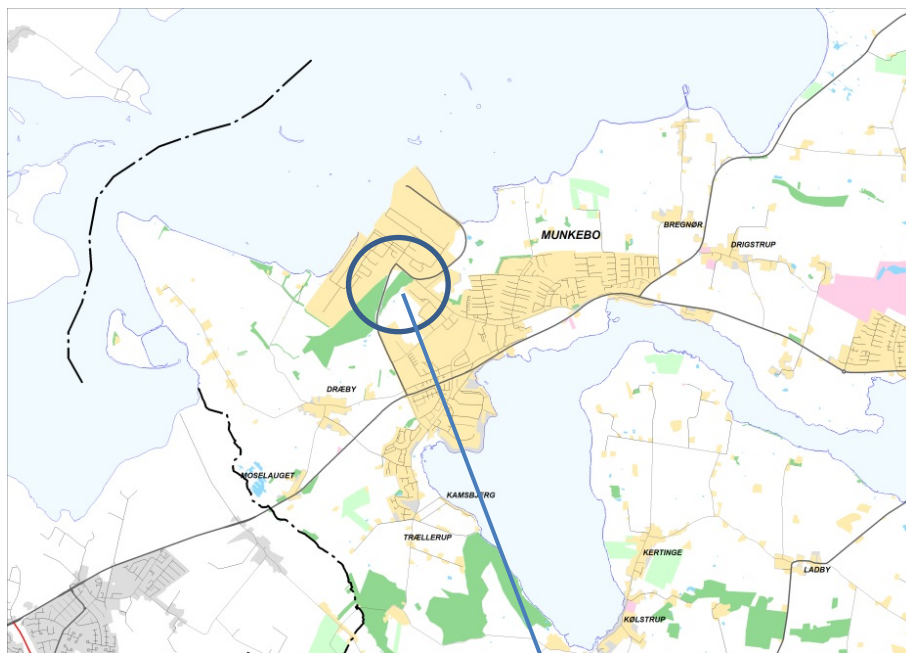 MUNKEBO
BREGNØR
DRIGSTRUP
DRÆBY
MOSELAUGET
KAMSBJERG
TRÆLLERUP
KERTINGE
LADBY
KØLSTRUP